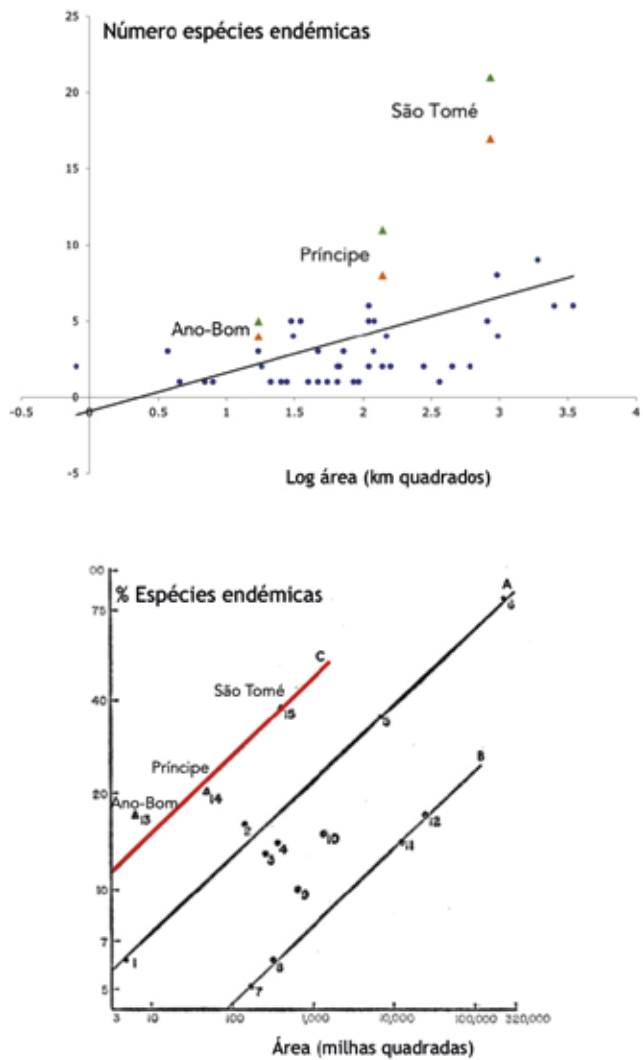 25
Número espécies endémicas
20
São Tomé
15
10
Príncipe
5
Ano-Bom
0
-0.5 0 0.5 1 1.5 2 2.5 3 3.5 4
-5
Log área (km quadrados)
00
% Espécies endémicas
A
75
6
C
São Tomé
40
15
5
B
Príncipe
20
14
Ano-Bom
13
2
12
10
4
11
3
10
9
7
1
8
5
7
3 10 100 1,000 10,000 100,000 320,000
Área (milhas quadradas)